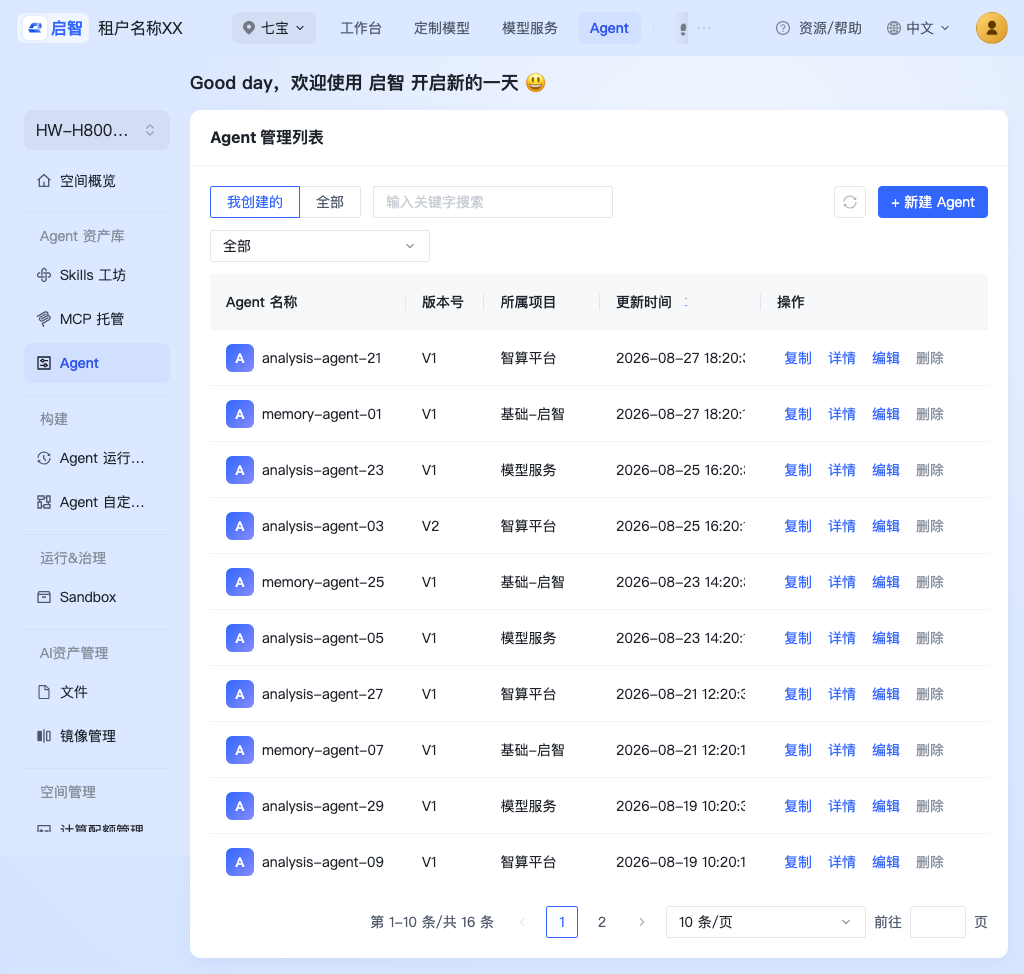 启智 租户名称XX 七宝 工作台 定制模型 模型服务 Agent ... 资源/帮助 中文
Good day，欢迎使用 启智 开启新的一天 😃
HW-H800...
空间概览
Agent 资产库
Skills 工坊
MCP 托管
Agent
构建
Agent 运行...
Agent 自定...
运行&治理
Sandbox
AI资产管理
文件
镜像管理
空间管理
计算配额管理
Agent 管理列表
我创建的 全部 输入关键字搜索 + 新建 Agent
全部
Agent 名称 版本号 所属项目 更新时间 操作
A analysis-agent-21 V1 智算平台 2026-08-27 18:20: 复制 详情 编辑 删除
A memory-agent-01 V1 基础-启智 2026-08-27 18:20: 复制 详情 编辑 删除
A analysis-agent-23 V1 模型服务 2026-08-25 16:20: 复制 详情 编辑 删除
A analysis-agent-03 V2 智算平台 2026-08-25 16:20: 复制 详情 编辑 删除
A memory-agent-25 V1 基础-启智 2026-08-23 14:20: 复制 详情 编辑 删除
A analysis-agent-05 V1 模型服务 2026-08-23 14:20: 复制 详情 编辑 删除
A analysis-agent-27 V1 智算平台 2026-08-21 12:20:3 复制 详情 编辑 删除
A memory-agent-07 V1 基础-启智 2026-08-21 12:20:1 复制 详情 编辑 删除
A analysis-agent-29 V1 模型服务 2026-08-19 10:20:3 复制 详情 编辑 删除
A analysis-agent-09 V1 智算平台 2026-08-19 10:20:1 复制 详情 编辑 删除
第 1-10 条/共 16 条 1 2 10 条/页 前往 页